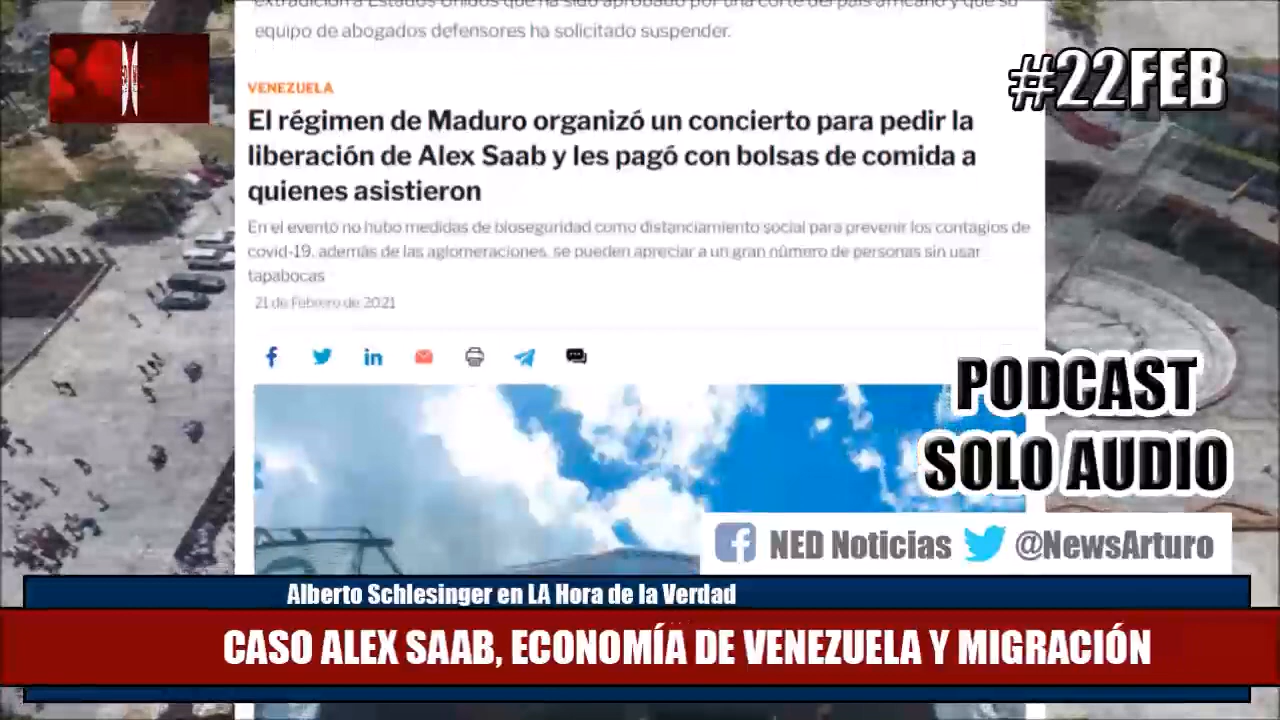 extradición a Estados Unidos que ha sido aprobado por una corte del país africano y que su
equipo de abogados defensores ha solicitado suspender.
#22FEB
VENEZUELA
El régimen de Maduro organizó un concierto para pedir la
liberación de Alex Saab y les pagó con bolsas de comida a
quienes asistieron
En el evento no hubo medidas de bioseguridad como distanciamiento social para prevenir los contagios de
covid-19, además de las aglomeraciones, se pueden apreciar a un gran número de personas sin usar
tapabocas
21 de Febrero de 2021
PODCAST
SOLO AUDIO
NED Noticias @NewsArturo
Alberto Schlesinger en LA Hora de la Verdad
CASO ALEX SAAB, ECONOMÍA DE VENEZUELA Y MIGRACIÓN